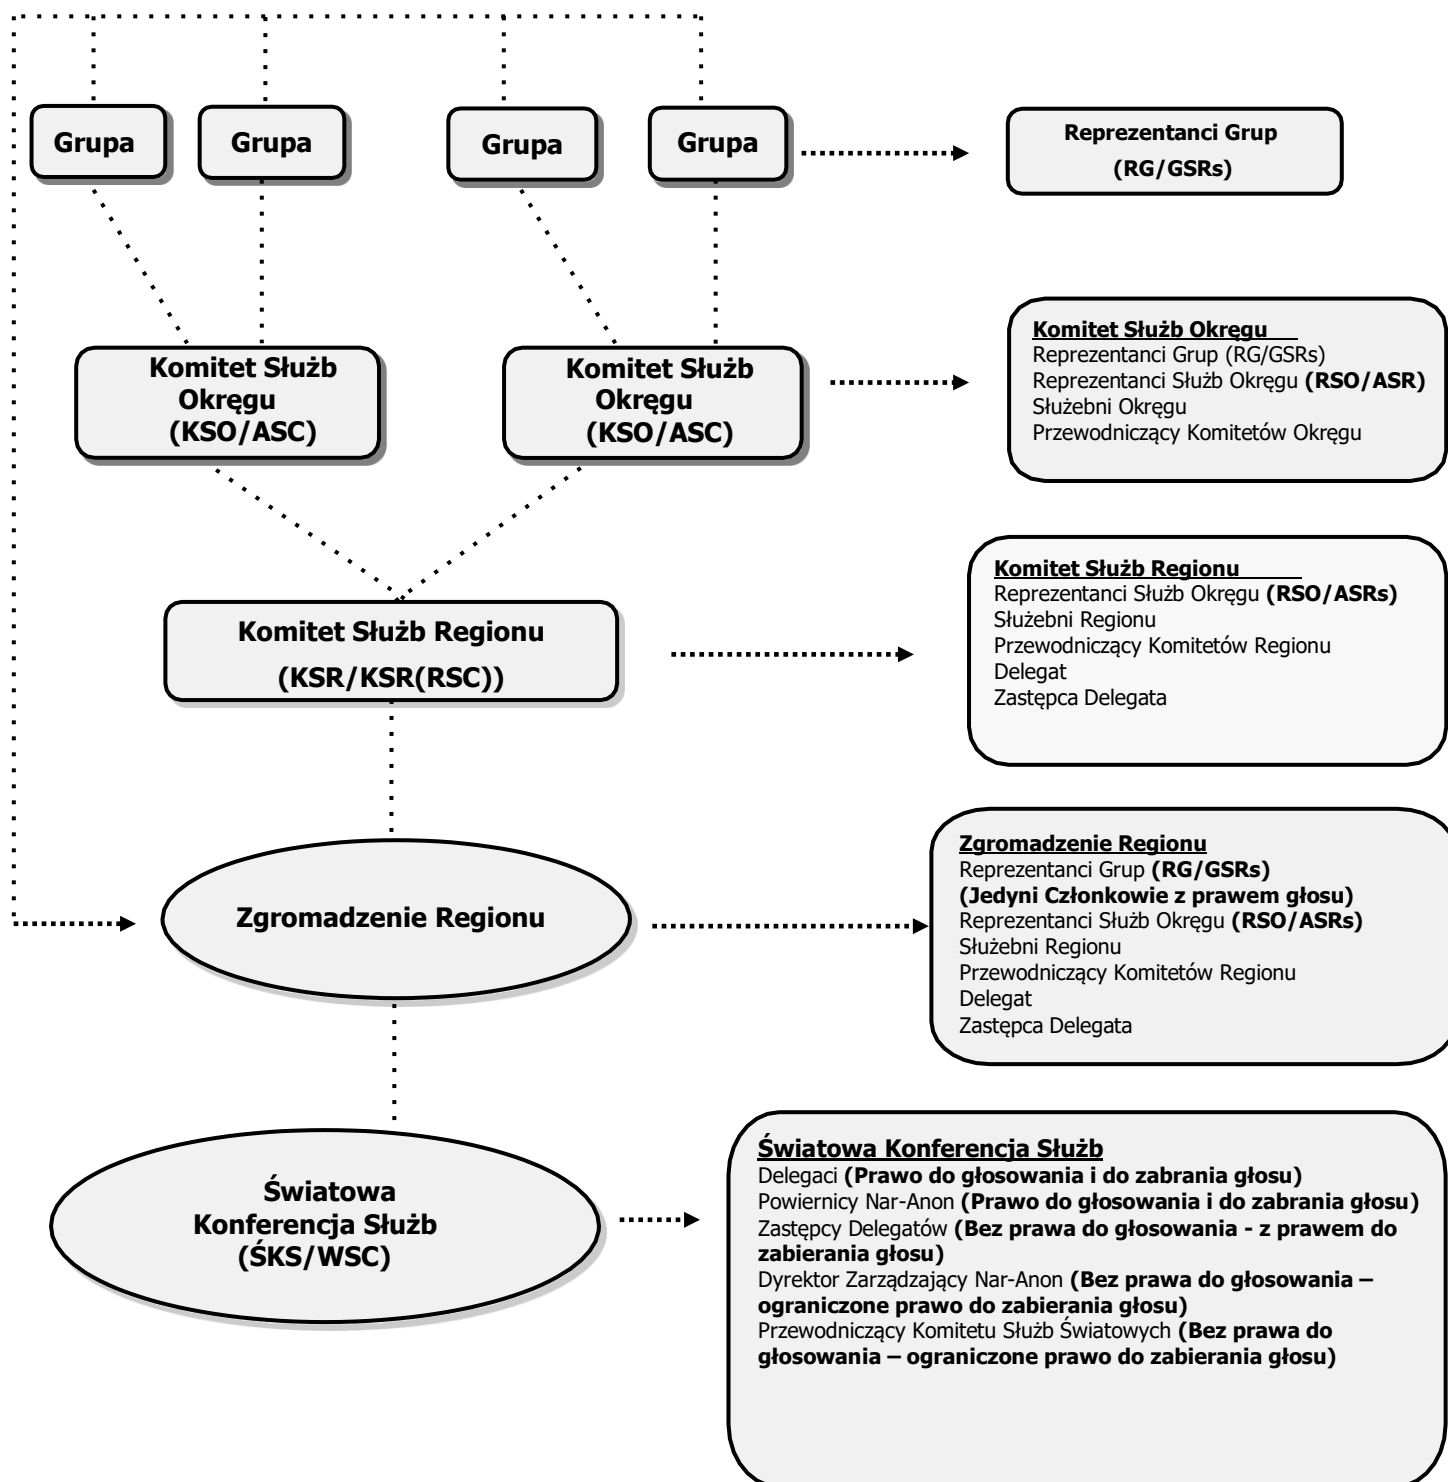 Grupa
Grupa
Grupa
Grupa
Reprezentanci Grup
(RG/GSRs)
Komitet Służb
Okręgu
(KSO/ASC)
Komitet Służb
Okręgu
(KSO/ASC)
Komitet Służb Okręgu
Reprezentanci Grup (RG/GSRs)
Reprezentanci Służb Okręgu (RSO/ASR)
Służebni Okręgu
Przewodniczący Komitetów Okręgu
Komitet Służb Regionu
(KSR/KSR(RSC))
Komitet Służb Regionu
Reprezentanci Służb Okręgu (RSO/ASRs)
Służebni Regionu
Przewodniczący Komitetów Regionu
Delegat
Zastępca Delegata
Zgromadzenie Regionu
Zgromadzenie Regionu
Reprezentanci Grup (RG/GSRs)
(Jedyni Członkowie z prawem głosu)
Reprezentanci Służb Okręgu (RSO/ASRs)
Służebni Regionu
Przewodniczący Komitetów Regionu
Delegat
Zastępca Delegata
Światowa
Konferencja Służb
(ŚKS/WSC)
Światowa Konferencja Służb
Delegaci (Prawo do głosowania i do zabrania głosu)
Powiernicy Nar-Anon (Prawo do głosowania i do zabrania głosu)
Zastępcy Delegatów (Bez prawa do głosowania - z prawem do
zabierania głosu)
Dyrektor Zarządzający Nar-Anon (Bez prawa do głosowania –
ograniczone prawo do zabierania głosu)
Przewodniczący Komitetu Służb Światowych (Bez prawa do
głosowania – ograniczone prawo do zabierania głosu)